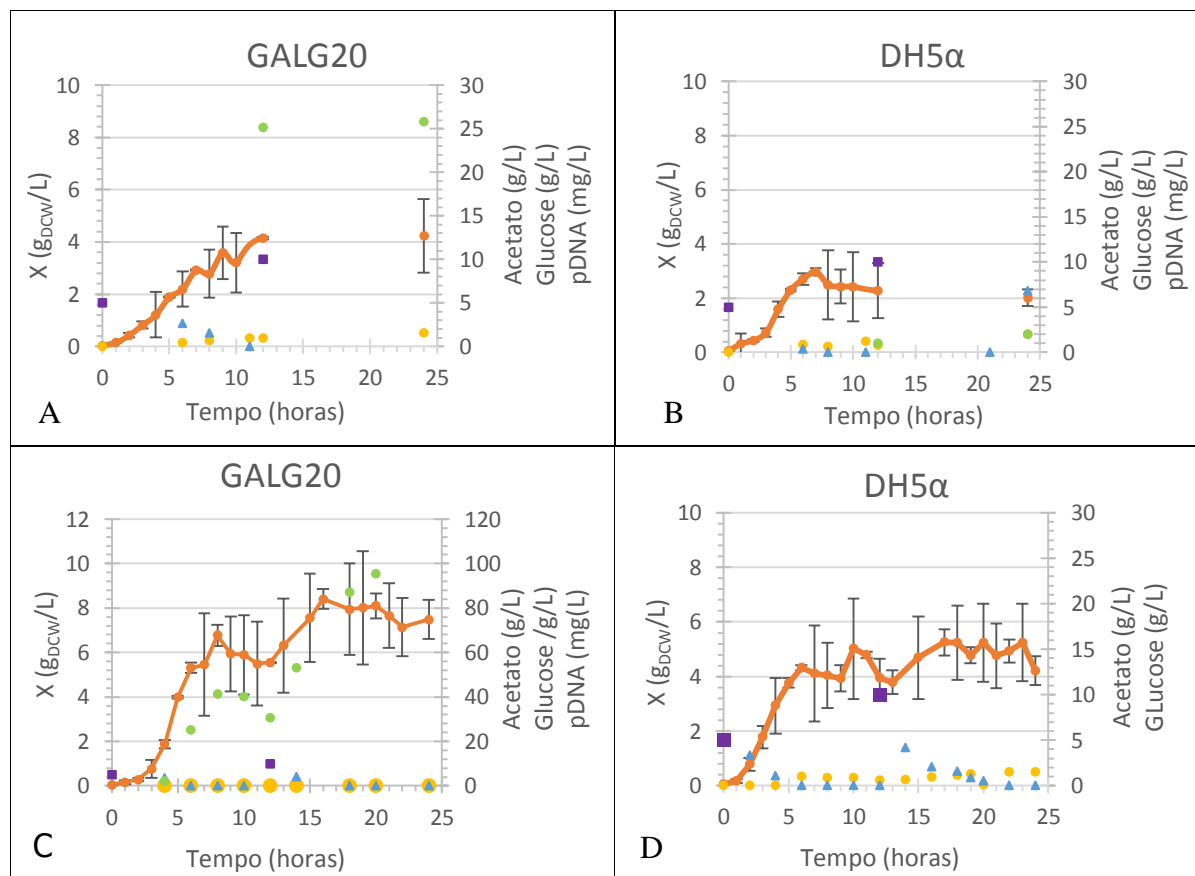 GALG20
10
8
6
4
2
0
30
25
20
15
10
5
0
0 5 10 15 20 25
X (gDCW/L)
Acetato (g/L)
Glucose (g/L)
pDNA (mg/L)
Tempo (horas)
A
DH5α
10
8
6
4
2
0
30
25
20
15
10
5
0
0 5 10 15 20 25
X (gDCW/L)
Acetato (g/L)
Glucose (g/L)
pDNA (mg/L)
Tempo (horas)
B
GALG20
12
10
8
6
4
2
0
120
100
80
60
40
20
0
0 5 10 15 20 25
X (gDCW/L)
Acetato (g/L)
Glucose /g/L)
pDNA (mg(L)
Tempo (horas)
C
DH5α
10
8
6
4
2
0
30
25
20
15
10
5
0
0 5 10 15 20 25
X (gDCW/L)
Acetato (g/L)
GLucose (g/L)
Tempo (horas)
D